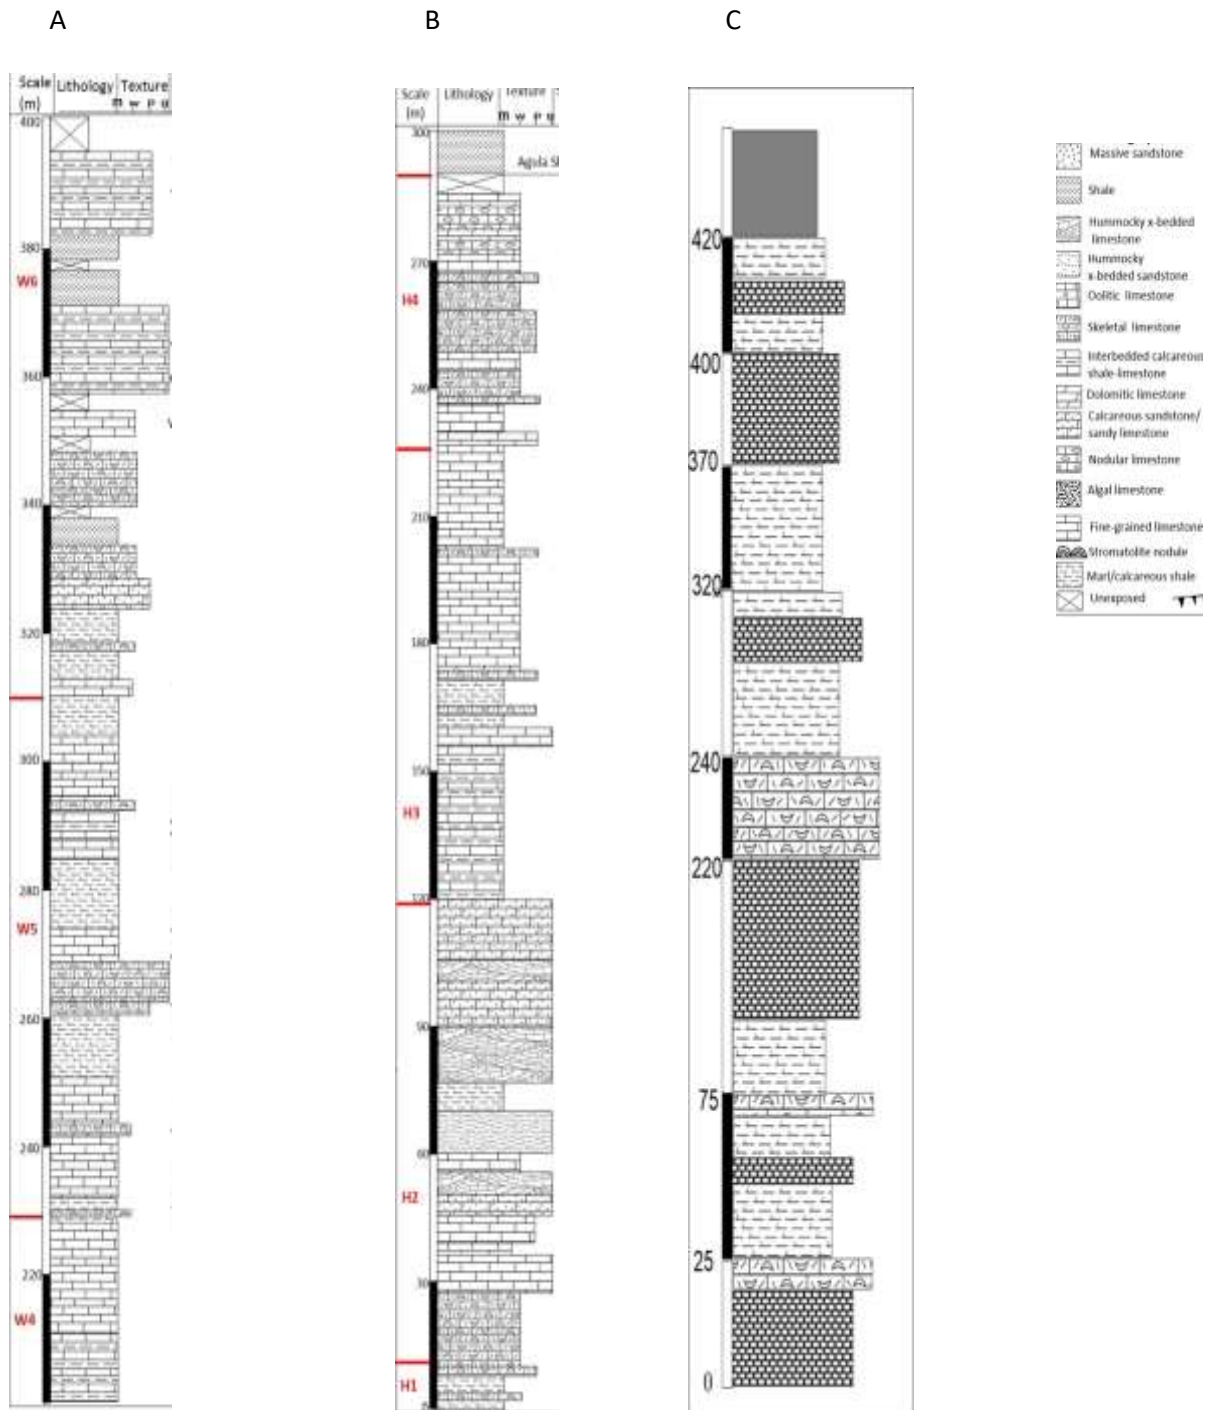 A
B
C
Scale Lithology Texture
(m) m w p g
400
380
W6
360
340
320
300
280
W5
260
240
220
W4
Scale Lithology Texture
(m) m w p g
300
Agula Sh
270
H4
240
210
180
150
H3
120
90
60
H2
30
H1
0
420
400
370
320
240
220
75
25
0
Massive sandstone
Shale
Hummocky x-bedded
limestone
Hummocky
x-bedded sandstone
Oolitic limestone
Skeletal limestone
Interbedded calcareous
shale-limestone
Dolomitic limestone
Calcareous sandstone/
sandy limestone
Nodular limestone
Algal limestone
Fine-grained limestone
Stromatolite nodule
Marl/calcareous shale
Unexposed